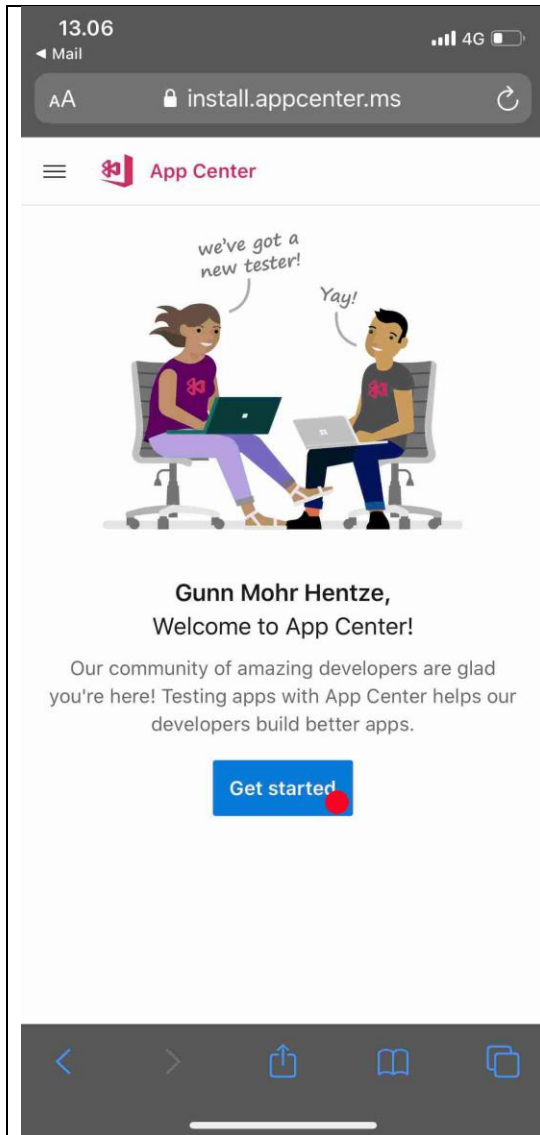 13.06
◀ Mail
4G
AA
install.appcenter.ms
App Center
we've got a
new tester!
Yay!
Gunn Mohr Hentze,
Welcome to App Center!
Our community of amazing developers are glad
you're here! Testing apps with App Center helps our
developers build better apps.
Get started